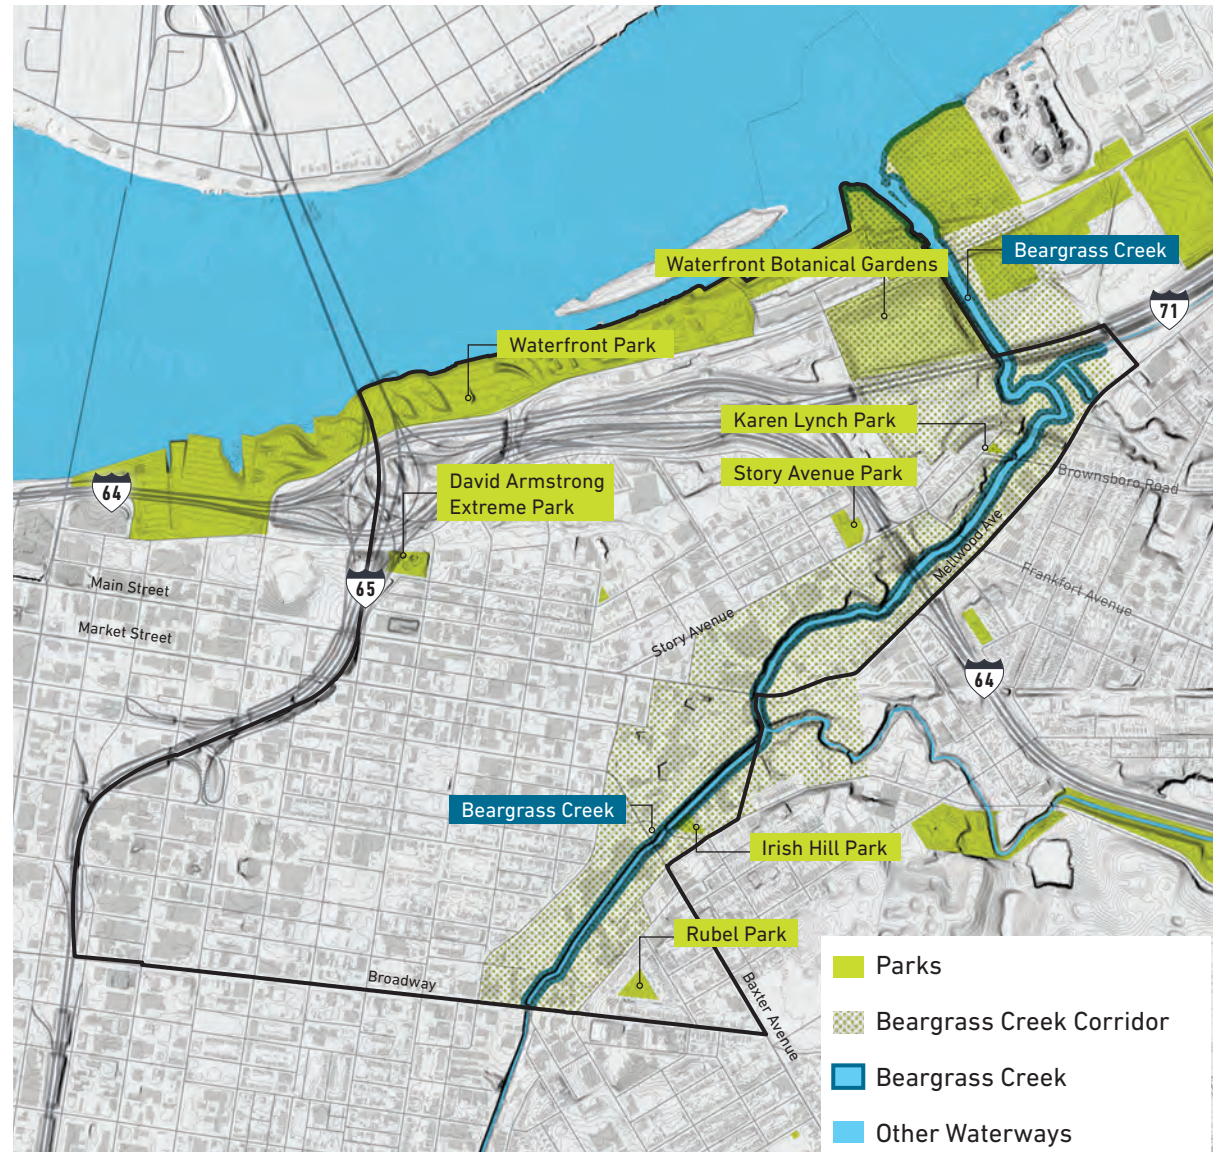 Waterfront Botanical Gardens
Beargrass Creek
71
Waterfront Park
Karen Lynch Park
Story Avenue Park
David Armstrong
Extreme Park
64
Brownsboro Road
Mellwood Ave
Frankfort Avenue
65
Main Street
Market Street
Story Avenue
64
Beargrass Creek
Irish Hill Park
Rubel Park
Broadway
Baxter Avenue
Parks
Beargrass Creek Corridor
Beargrass Creek
Other Waterways